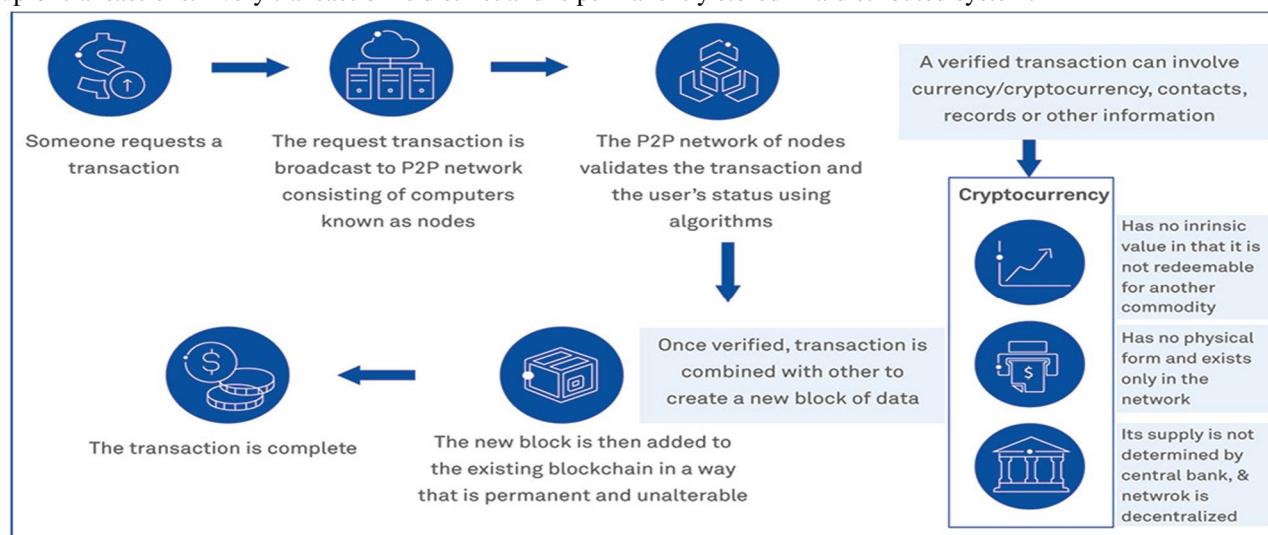 Someone requests a
transaction
The request transaction is
broadcast to P2P network
consisting of computers
known as nodes
The P2P network of nodes
validates the transaction and
the user's status using
algorithms
A verified transaction can involve
currency/cryptocurrency, contacts,
records or other information
Cryptocurrency
Has no intrinsic
value in that it is
not redeemable
for another
commodity
Has no physical
form and exists
only in the
network
Its supply is not
determined by
central bank, &
netwrok is
decentralized
Once verified, transaction is
combined with other to
create a new block of data
The new block is then added to
the existing blockchain in a way
that is permanent and unalterable
The transaction is complete
$
$